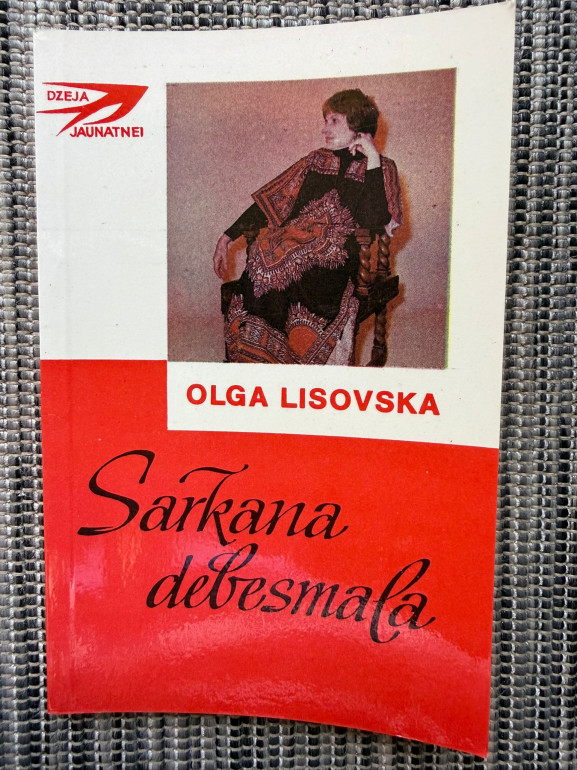 DZEJA
JAUNATNEI
OLGA LISOVSKA
Sarkana
debesmala